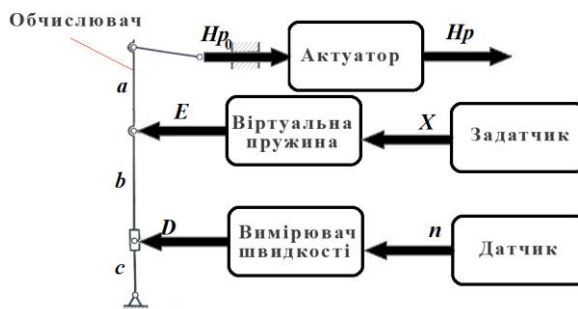 Обчислювач
Hp₀
Hp
Актуатор
a
E
Віртуальна
пружина
X
Задатчик
b
D
Вимірювач
швидкості
n
Датчик
c